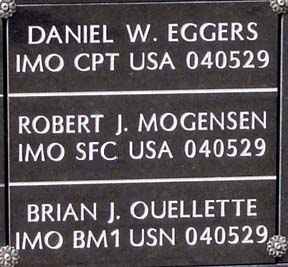 DANIEL W. EGGERS
IMO CPT USA 040529
ROBERT J. MOGENSEN
IMO SFC USA 040529
BRIAN J. OUELLETTE
IMO BM1 USN 040529